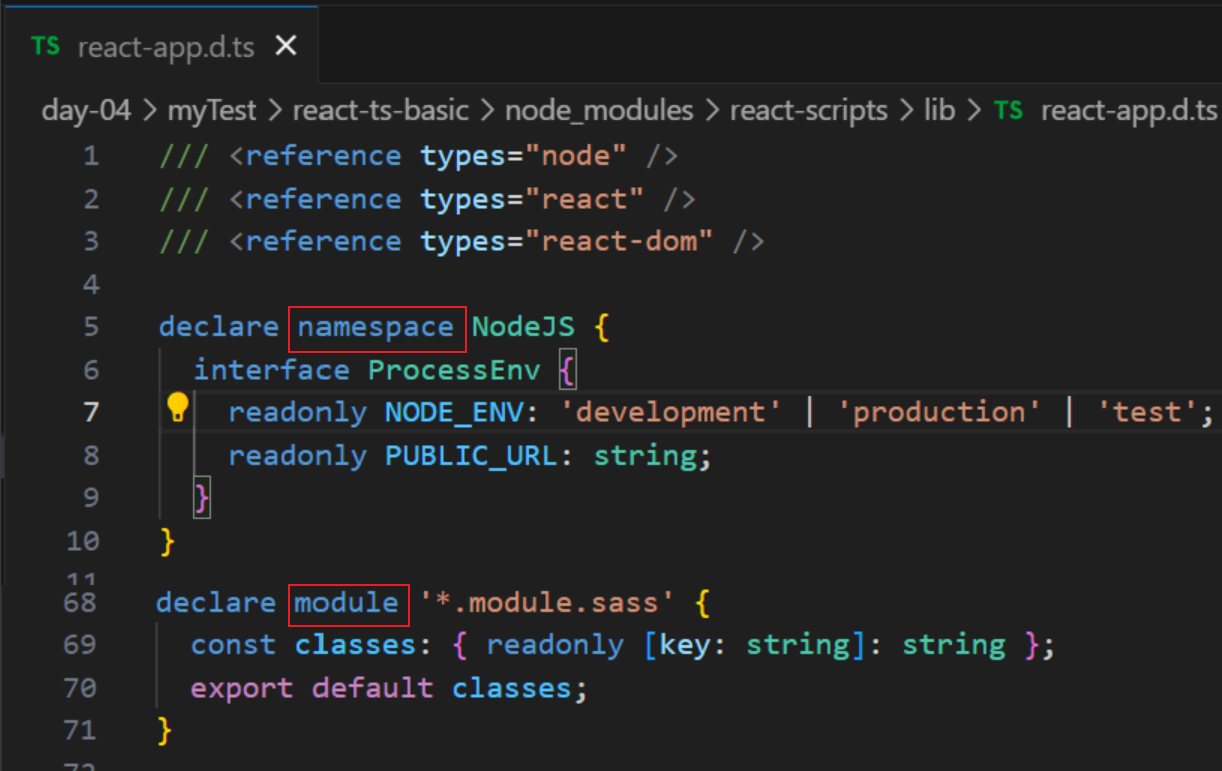 TS react-app.d.ts ×
day-04 > myTest > react-ts-basic > node_modules > react-scripts > lib > TS react-app.d.ts
1 /// <reference types="node" />
2 /// <reference types="react" />
3 /// <reference types="react-dom" />
4
5 declare namespace NodeJS {
6 interface ProcessEnv {
7 readonly NODE_ENV: 'development' | 'production' | 'test';
8 readonly PUBLIC_URL: string;
9 }
10 }
11
68 declare module '*.module.sass' {
69 const classes: { readonly [key: string]: string };
70 export default classes;
71 }
72